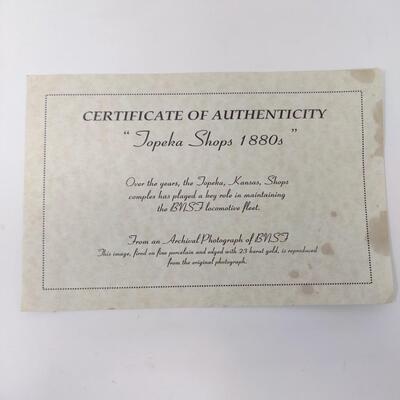 CERTIFICATE OF AUTHENTICITY
"Topeka Shops 1880s"
Over the years, the Topeka, Kansas, Shops
complex has played a key role in maintaining
the BNSF locomotive fleet.
From an Archival Photograph of BNSF
This image, fired on fine porcelain and edged with 23 karat gold, is reproduced
from the original photograph.